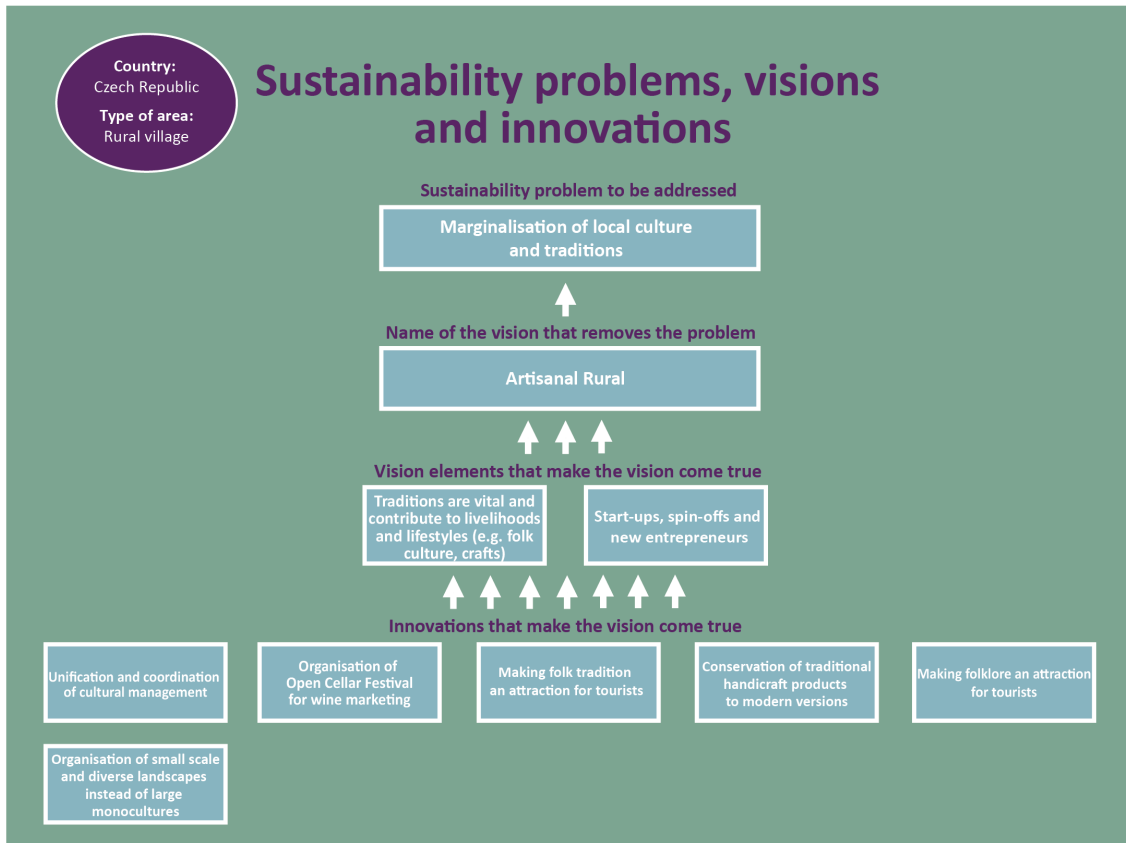 Country:
Czech Republic
Type of area:
Rural village
Sustainability problems, visions
and innovations
Sustainability problem to be addressed
Marginalisation of local culture
and traditions
Name of the vision that removes the problem
Artisanal Rural
Vision elements that make the vision come true
Traditions are vital and
contribute to livelihoods
and lifestyles (e.g. folk
culture, crafts)
Start-ups, spin-offs and
new entrepreneurs
Innovations that make the vision come true
Unification and coordination
of cultural management
Organisation of
Open Cellar Festival
for wine marketing
Making folk tradition
an attraction for tourists
Conservation of traditional
handicraft products
to modern versions
Making folklore an attraction
for tourists
Organisation of small scale
and diverse landscapes
instead of large
monocultures